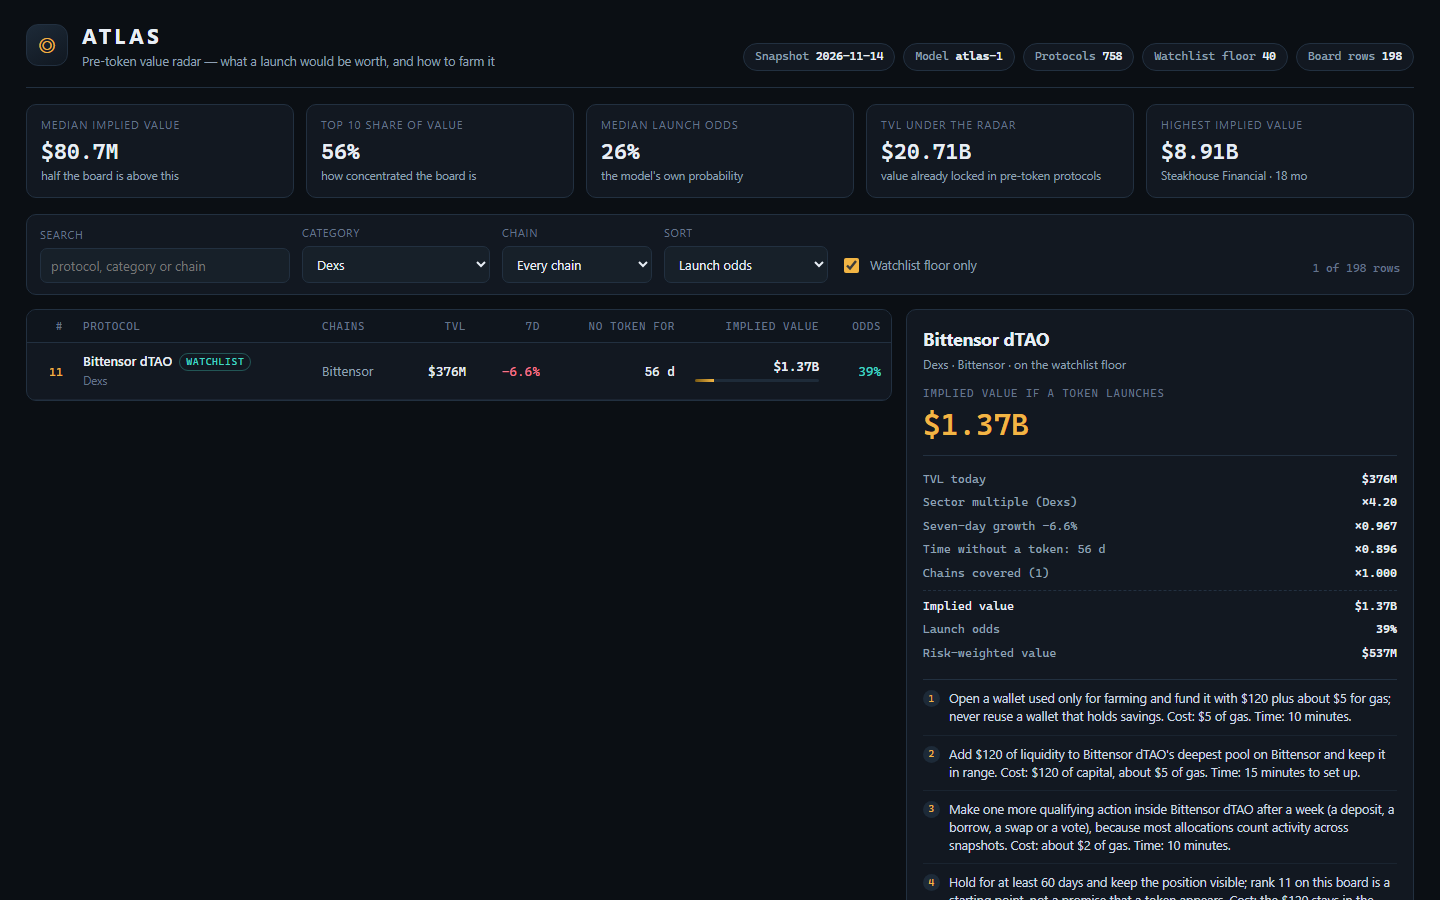 ATLAS
Pre-token value radar — what a launch would be worth, and how to farm it
Snapshot 2026-11-14
Model atlas-1
Protocols 758
Watchlist floor 40
Board rows 198
MEDIAN IMPLIED VALUE
$80.7M
half the board is above this
TOP 10 SHARE OF VALUE
56%
how concentrated the board is
MEDIAN LAUNCH ODDS
26%
the model's own probability
TVL UNDER THE RADAR
$20.71B
value already locked in pre-token protocols
HIGHEST IMPLIED VALUE
$8.91B
Steakhouse Financial · 18 mo
SEARCH
protocol, category or chain
CATEGORY
Dexs
CHAIN
Every chain
SORT
Launch odds
Watchlist floor only
1 of 198 rows
# PROTOCOL CHAINS TVL 7D NO TOKEN FOR IMPLIED VALUE ODDS
11 Bittensor dTAO WATCHLIST Bittensor $376M −6.6% 56 d $1.37B 39%
Dexs
Bittensor dTAO
Dexs · Bittensor · on the watchlist floor
IMPLIED VALUE IF A TOKEN LAUNCHES
$1.37B
TVL today $376M
Sector multiple (Dexs) ×4.20
Seven-day growth −6.6% ×0.967
Time without a token: 56 d ×0.896
Chains covered (1) ×1.000
Implied value $1.37B
Launch odds 39%
Risk-weighted value $537M
1 Open a wallet used only for farming and fund it with $120 plus about $5 for gas;
never reuse a wallet that holds savings. Cost: $5 of gas. Time: 10 minutes.
2 Add $120 of liquidity to Bittensor dTAO's deepest pool on Bittensor and keep it
in range. Cost: $120 of capital, about $5 of gas. Time: 15 minutes to set up.
3 Make one more qualifying action inside Bittensor dTAO after a week (a deposit, a
borrow, a swap or a vote), because most allocations count activity across
snapshots. Cost: about $2 of gas. Time: 10 minutes.
4 Hold for at least 60 days and keep the position visible; rank 11 on this board is a
starting point, not a promise that a token appears. Cost: the $120 stays in the